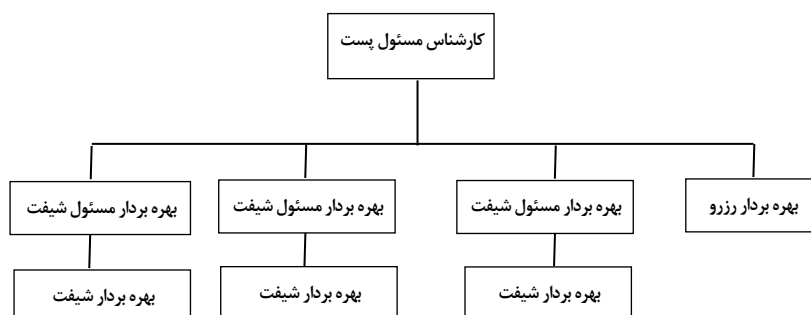 کارشناس مسئول پست
بهره بردار رزرو
بهره بردار مسئول شیفت
بهره بردار مسئول شیفت
بهره بردار مسئول شیفت
بهره بردار شیفت
بهره بردار شیفت
بهره بردار شیفت